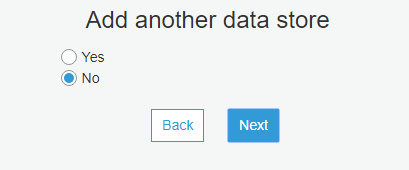 Add another data store
Yes
No
Back Next